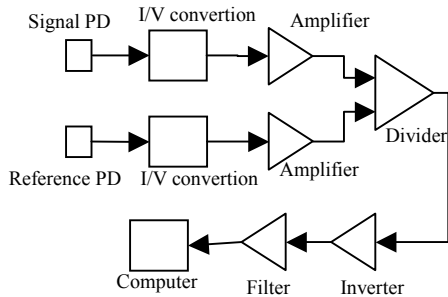 Signal PD
I/V convertion
Amplifier
Divider
Reference PD
I/V convertion
Amplifier
Computer
Filter
Inverter